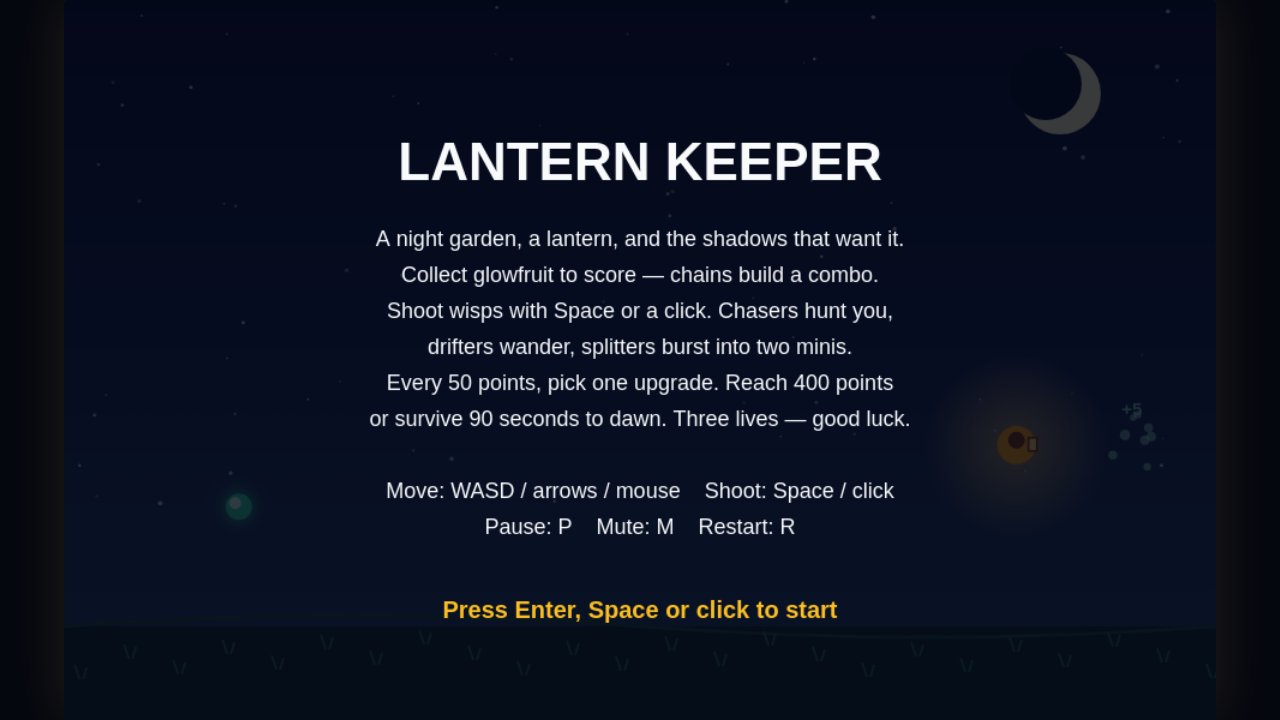 LANTERN KEEPER
A night garden, a lantern, and the shadows that want it.
Collect glowfruit to score — chains build a combo.
Shoot wisps with Space or a click. Chasers hunt you,
drifters wander, splitters burst into two minis.
Every 50 points, pick one upgrade. Reach 400 points
or survive 90 seconds to dawn. Three lives — good luck.
+5
Move: WASD / arrows / mouse    Shoot: Space / click
Pause: P    Mute: M    Restart: R
Press Enter, Space or click to start